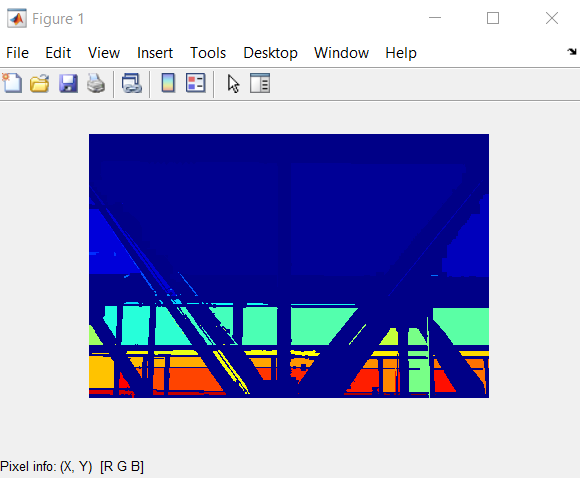 Figure 1
File Edit View Insert Tools Desktop Window Help
Pixel info: (X, Y) [R G B]